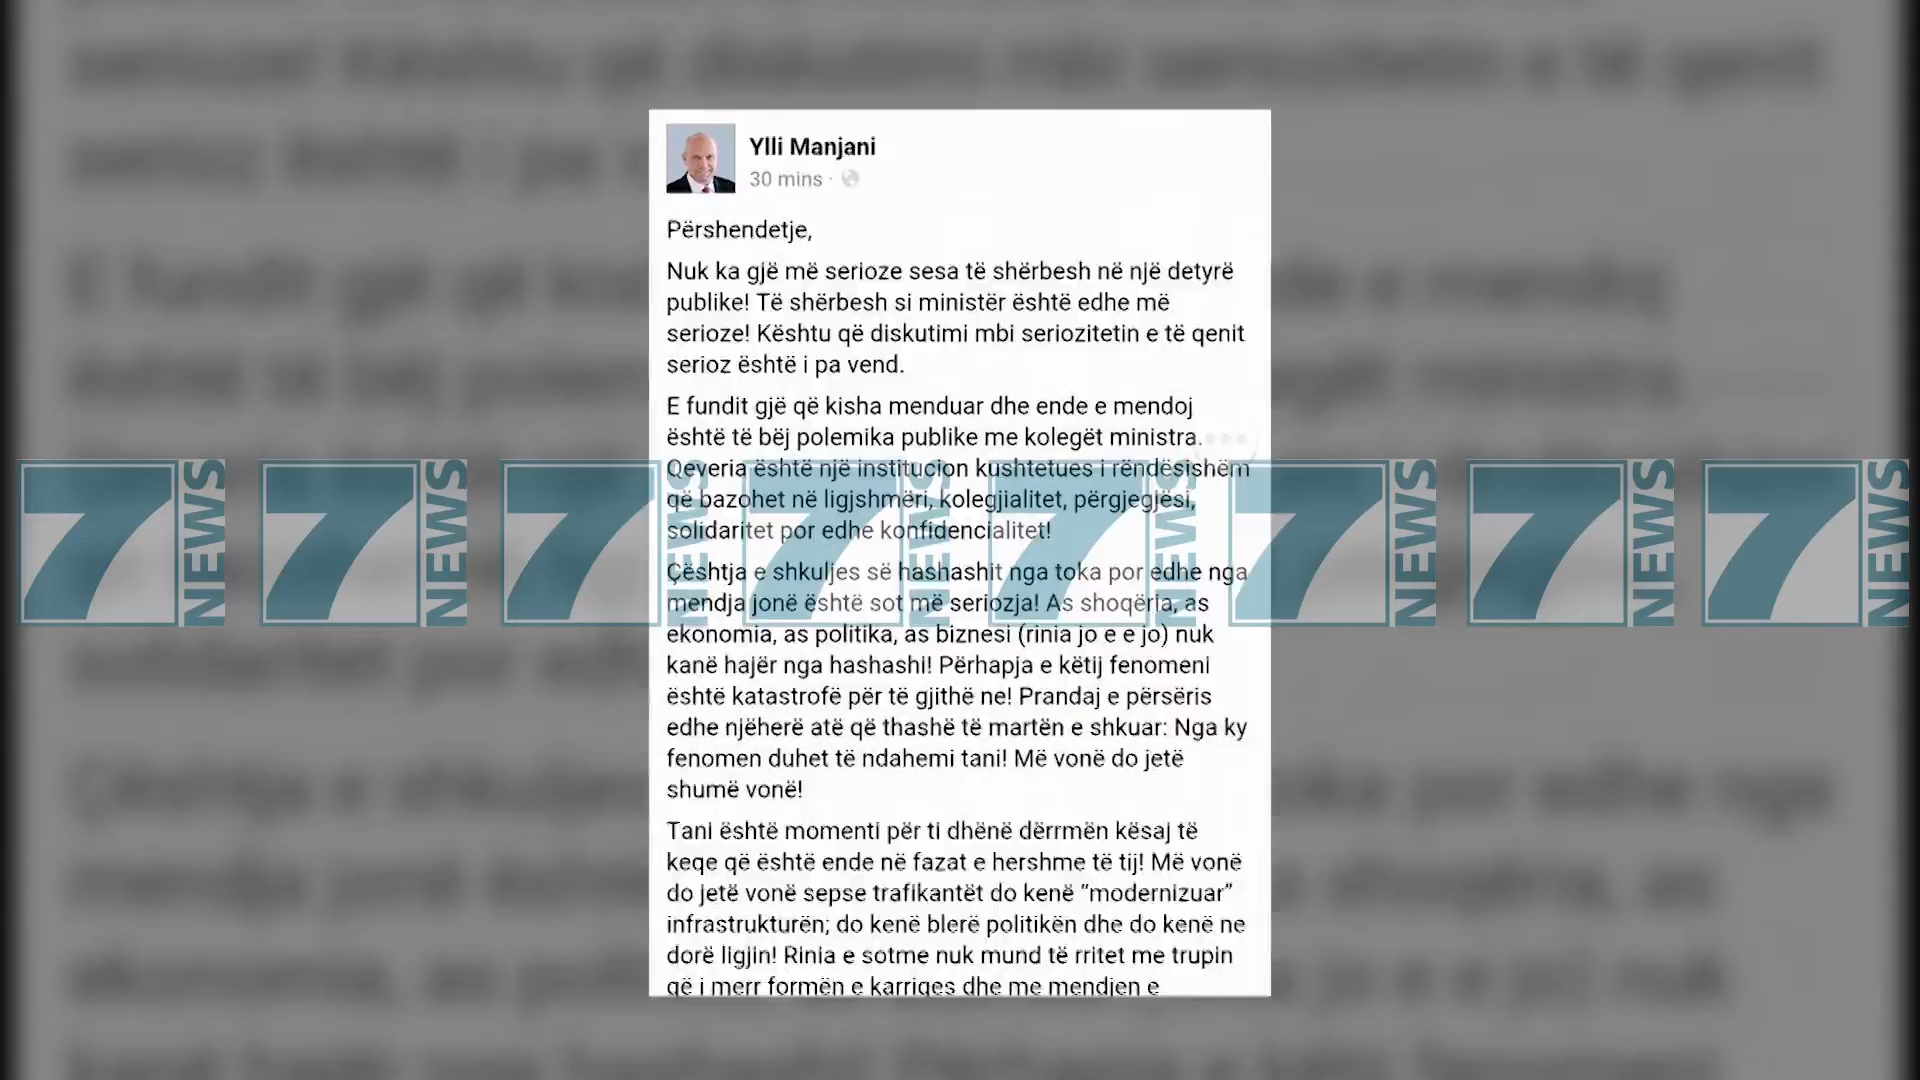 Ylli Manjani
30 mins ·
Përshendetje,
Nuk ka gjë më serioze sesa të shërbesh në një detyrë
publike! Të shërbesh si ministër është edhe më
serioze! Kështu që diskutimi mbi seriozitetin e të qenit
serioz është i pa vend.
E fundit gjë që kisha menduar dhe ende e mendoj
është të bëj polemika publike me kolegët ministra.
Qeveria është një institucion kushtetues i rëndësishëm
që bazohet në ligjshmëri, kolegjialitet, përgjegjësi,
solidaritet por edhe konfidencialitet!
Çështja e shkuljes së hashashit nga toka por edhe nga
mendja jonë është sot më seriozja! As shoqëria, as
ekonomia, as politika, as biznesi (rinia jo e e jo) nuk
kanë hajër nga hashashi! Përhapja e këtij fenomeni
është katastrofë për të gjithë ne! Prandaj e përsëris
edhe njëherë atë që thashë të martën e shkuar: Nga ky
fenomen duhet të ndahemi tani! Më vonë do jetë
shumë vonë!
Tani është momenti për ti dhënë dërrmën kësaj të
keqe që është ende në fazat e hershme të tij! Më vonë
do jetë vonë sepse trafikantët do kenë “modernizuar”
infrastrukturën; do kenë blerë politikën dhe do kenë ne
dorë ligjin! Rinia e sotme nuk mund të rritet me trupin
që i merr formën e karriges dhe me mendjen e
7 NEWS 7 NEWS 7 NEWS 7 NEWS 7 NEWS 7 NEWS 7 NEWS 7 NEWS